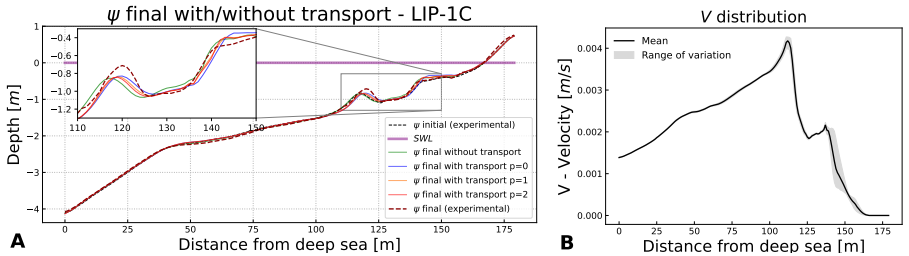 ψ final with/without transport - LIP-1C
0
−1
−2
−3
−4
Depth [m]
−0.4
−0.6
−0.8
−1.0
−1.2
110 120 130 140 150
ψ initial (experimental)
SWL
ψ final without transport
ψ final with transport p=0
ψ final with transport p=1
ψ final with transport p=2
ψ final (experimental)
0 25 50 75 100 125 150 175
Distance from deep sea [m]
A
V distribution
Mean
Range of variation
0.004
0.003
0.002
0.001
0.000
V - Velocity [m/s]
0 25 50 75 100 125 150 175
Distance from deep sea [m]
B